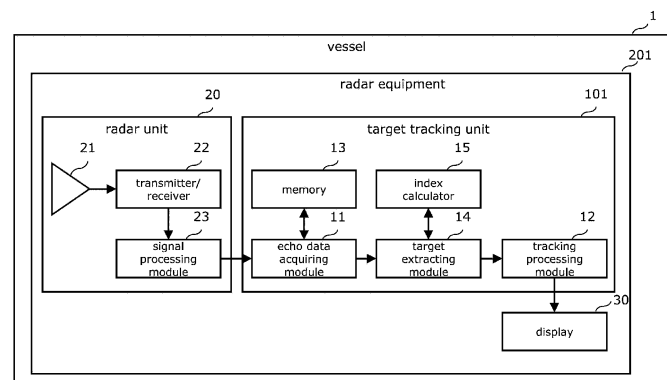 1
vessel
201
radar equipment
20
101
radar unit
target tracking unit
21
22
13
15
transmitter/
receiver
memory
index
calculator
23
11
14
12
signal
processing
module
echo data
acquiring
module
target
extracting
module
tracking
processing
module
30
display